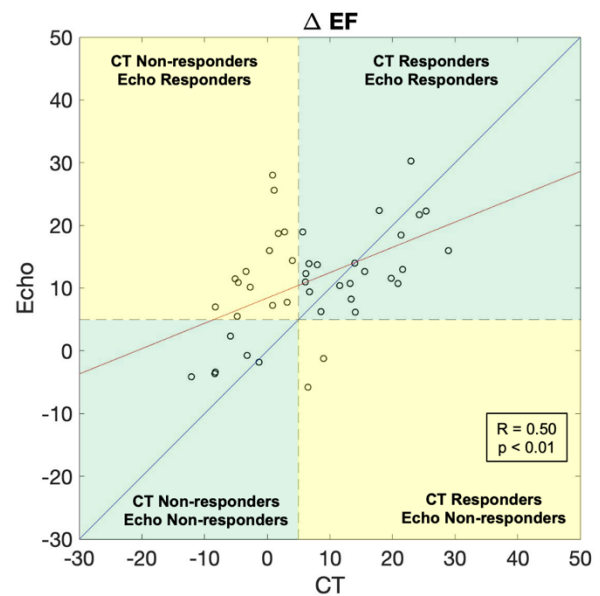 Δ EF
CT Non-responders
Echo Responders
CT Responders
Echo Responders
50
40
30
20
10
0
-10
-20
-30
Echo
R = 0.50
p < 0.01
CT Non-responders
Echo Non-responders
CT Responders
Echo Non-responders
-30 -20 -10 0 10 20 30 40 50
CT